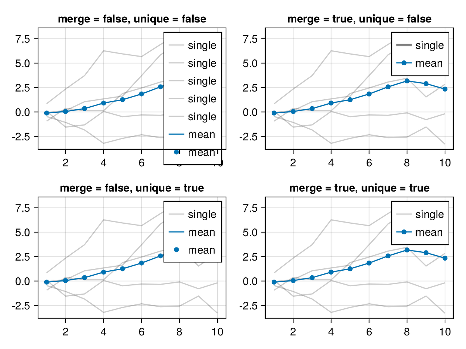 merge = false, unique = false
7.5
5.0
2.5
0.0
-2.5
single
single
single
single
single
mean
mean
2
4
6
8
10
merge = true, unique = false
7.5
5.0
2.5
0.0
-2.5
single
mean
2
4
6
8
10
merge = false, unique = true
7.5
5.0
2.5
0.0
-2.5
single
mean
mean
2
4
6
8
10
merge = true, unique = true
7.5
5.0
2.5
0.0
-2.5
single
mean
2
4
6
8
10